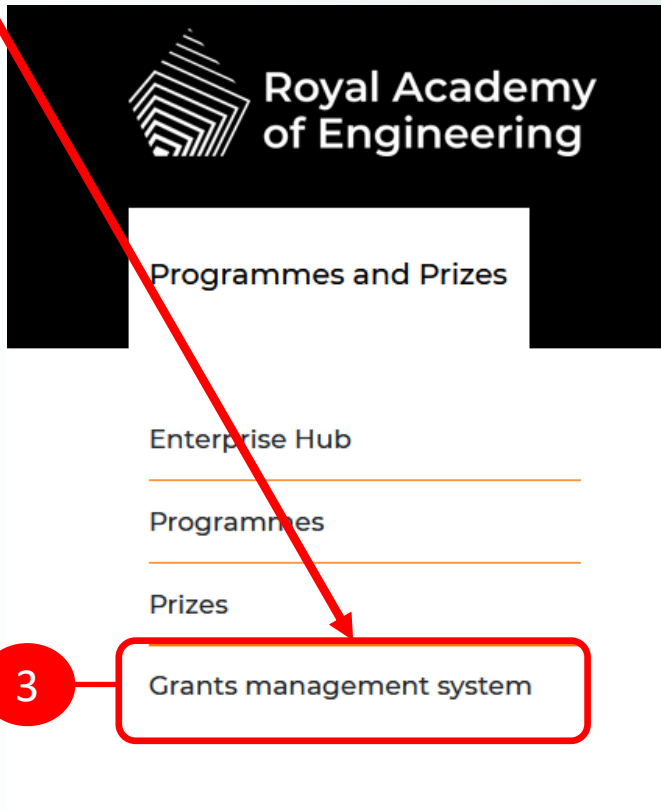 Royal Academy
of Engineering
Programmes and Prizes
Enterprise Hub
Programmes
Prizes
3
Grants management system